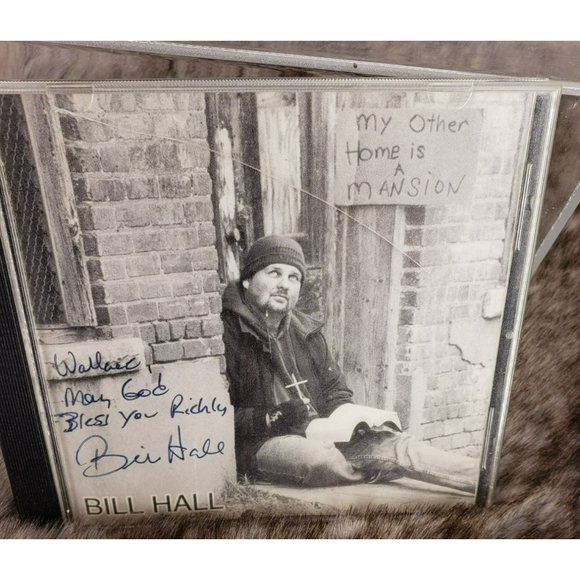 My Other
Home is
A
MANSION
Wallace,
May God
Bless you Richly
Bill Hall
BILL HALL